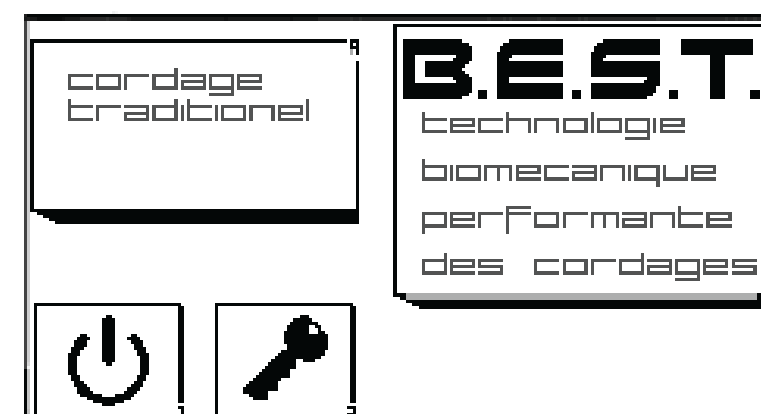 cordage
traditionel
B.E.S.T.
technologie
biomecanique
performante
des cordages